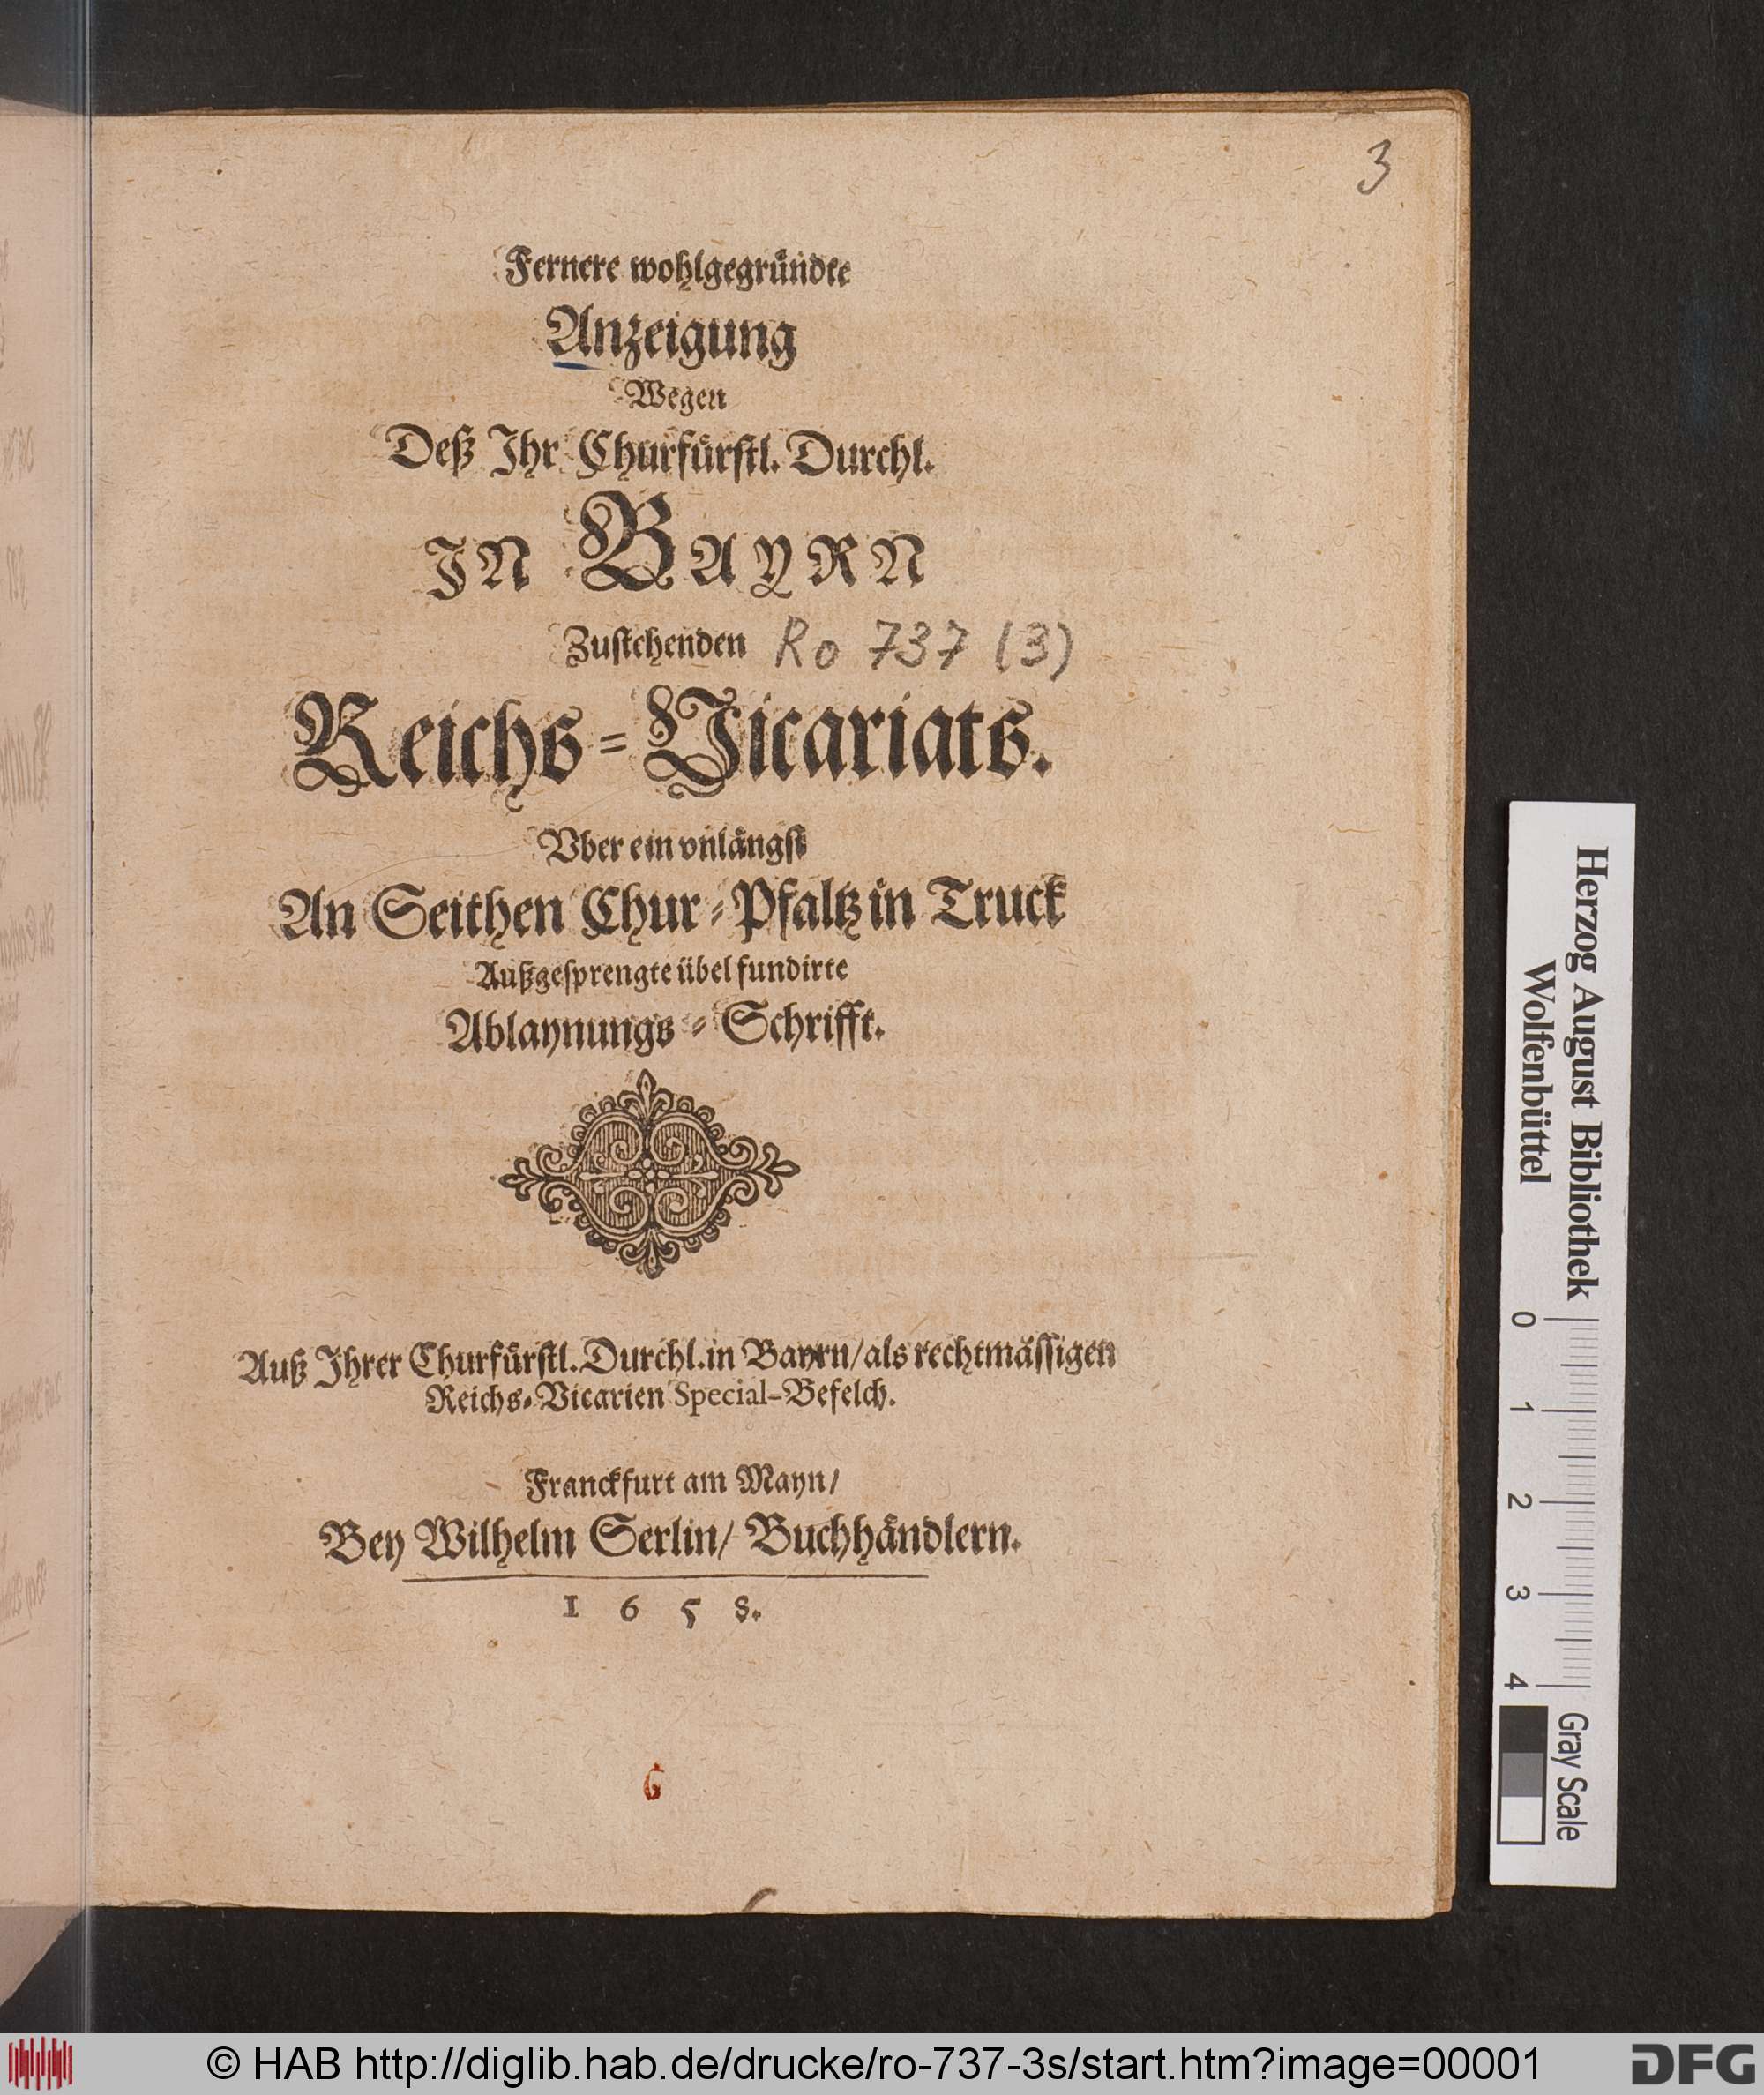 3
Fernere wohlgegründte
Anzeigung
Wegen
Deß Ihr Churfürstl. Durchl.
IN BAYRN
Zustehenden Ro 737 (3)
Reichs-Vicariats.
Vber ein vnlängst
An Seithen Chur-Pfaltz in Truck
Außgesprengte übel fundirte
Ablaynungs-Schrifft.
Auß Ihrer Churfürstl. Durchl. in Bayrn/ als rechtmässigen
Reichs-Vicarien Special-Befelch.
Franckfurt am Mayn/
Bey Wilhelm Serlin/ Buchhändlern.
1658.
6
Herzog August Bibliothek
Wolfenbüttel
0 1 2 3 4
Gray Scale
© HAB http://diglib.hab.de/drucke/ro-737-3s/start.htm?image=00001
DFG